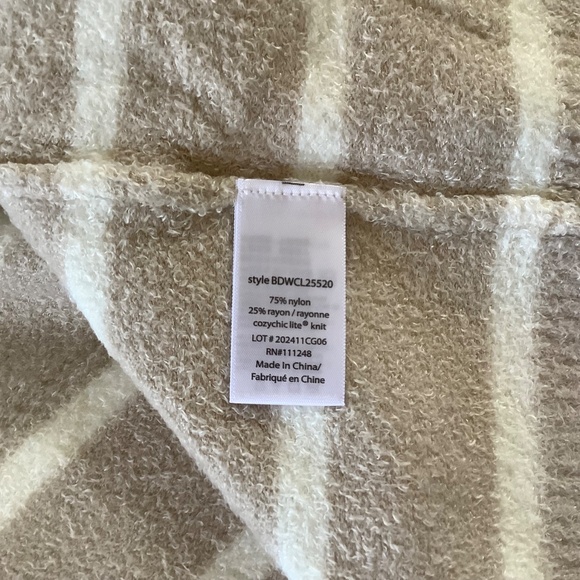 style BDWCL25520
75% nylon
25% rayon / rayonne
cozychic lite® knit
LOT # 202411CG06
RN#111248
Made in China/
Fabriqué en Chine